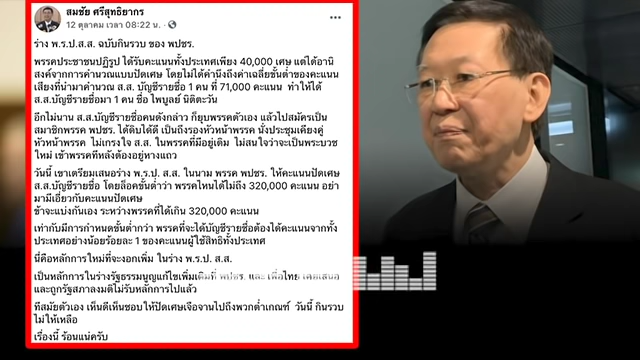 สมชัย ศรีสุทธิยากร
12 ตุลาคม เวลา 08:22 น.
ร่าง พ.ร.ป.ส.ส. ฉบับกินรวบ ของ พปชร.
พรรคประชาชนปฏิรูป ได้รับคะแนนทั้งประเทศเพียง 40,000 เศษ แต่ได้อานิ
สงค์จากการคำนวณแบบปัดเศษ โดยไม่ได้คำนึงถึงค่าเฉลี่ยขั้นต่ำของคะแนน
เสียงที่นำมาคำนวณ ส.ส. บัญชีรายชื่อ 1 คน ที่ 71,000 คะแนน ทำให้ได้
ส.ส.บัญชีรายชื่อมา 1 คน ชื่อ ไพบูลย์ นิติตะวัน
อีกไม่นาน ส.ส.บัญชีรายชื่อคนดังกล่าว ก็ยุบพรรคตัวเอง แล้วไปสมัครเป็น
สมาชิกพรรค พปชร. ได้ดิบได้ดี เป็นถึงรองหัวหน้าพรรค นั่งประชุมเคียงคู่
หัวหน้าพรรค ไม่เกรงใจ ส.ส. ในพรรคที่มีอยู่เดิม ไม่สนใจว่าจะเป็นพระบวช
ใหม่ เข้าพรรคทีหลังต้องอยู่หางแถว
วันนี้ เขาเตรียมเสนอร่าง พ.ร.ป. ส.ส. ในนาม พรรค พปชร. ให้คะแนนปัดเศษ
ส.ส.บัญชีรายชื่อ โดยล็อคขั้นต่ำว่า พรรคไหนได้ไม่ถึง 320,000 คะแนน อย่า
มามีเอี่ยวกับคะแนนปัดเศษ
ข้าจะแบ่งกันเอง ระหว่างพรรคที่ได้เกิน 320,000 คะแนน
เท่ากับมีการกำหนดขั้นต่ำกว่า พรรคที่จะได้บัญชีรายชื่อต้องได้คะแนนจากทั้ง
ประเทศอย่างน้อยร้อยละ 1 ของคะแนนผู้ใช้สิทธิทั้งประเทศ
นี่คือหลักการใหม่ที่จะงอกเพิ่ม ในร่าง พ.ร.ป. ส.ส.
เป็นหลักการในร่างรัฐธรรมนูญแก้ไขเพิ่มเติมที่ พปชร. และ เพื่อไทย เคยเสนอ
และถูกรัฐสภาลงมติไม่รับหลักการไปแล้ว
ทีสมัยตัวเอง เห็นดีเห็นชอบให้ปัดเศษเจือจานไปถึงพวกต่ำเกณฑ์ วันนี้ กินรวบ
ไม่ให้เหลือ
เรื่องนี้ ร้อนแน่ครับ